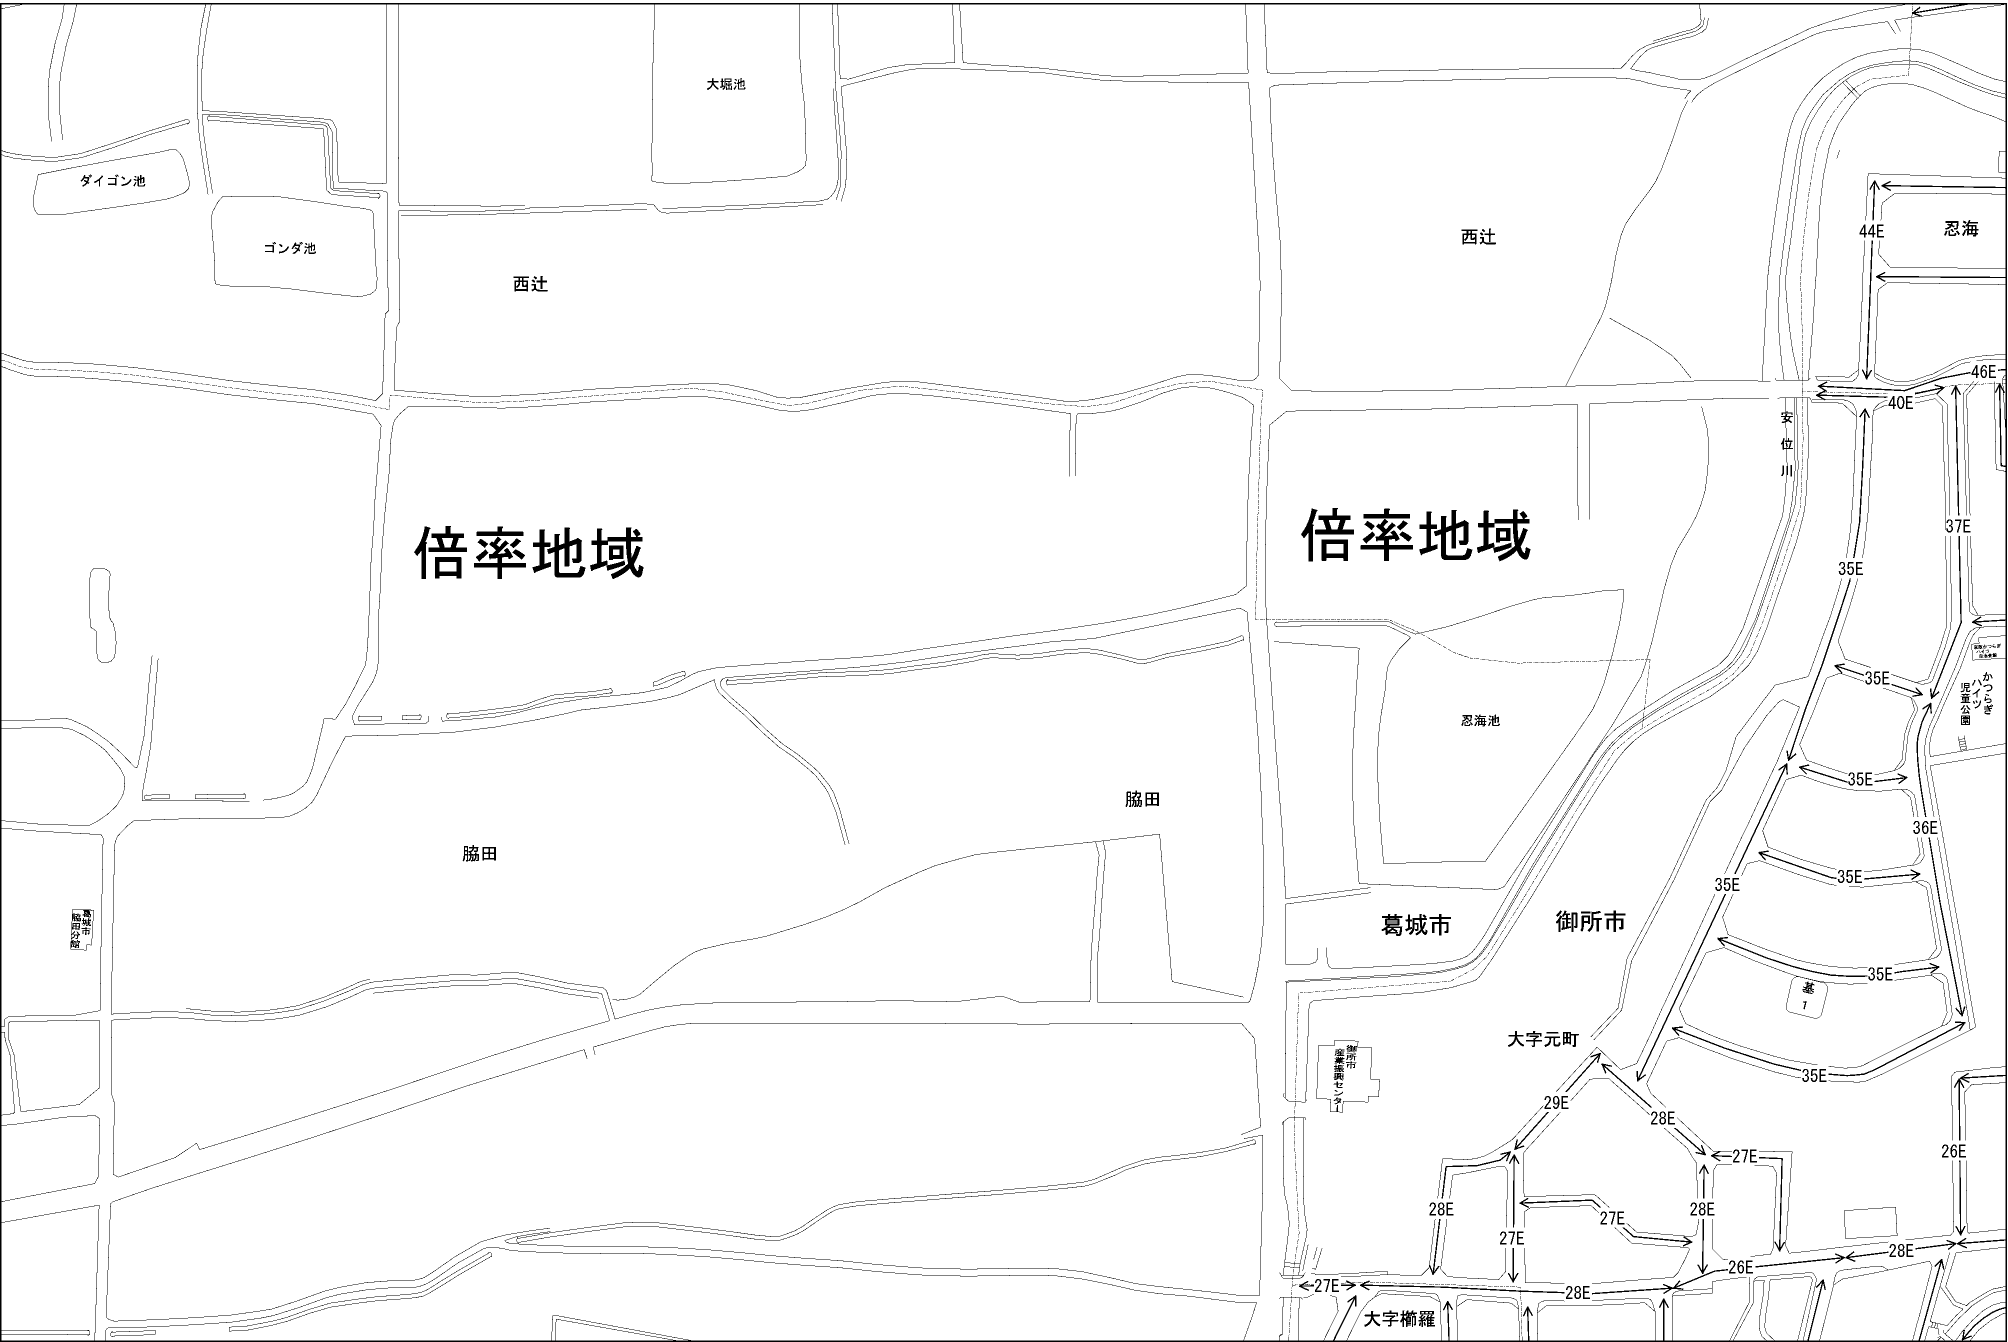 大堀池
ダイゴン池
ゴンダ池
西辻
西辻
44E
忍海
46E
40E
安位川
37E
倍率地域
倍率地域
35E
35E
かつらぎ
ハイツ
児童公園
忍海池
35E
脇田
脇田
36E
35E
35E
葛城市
脇田分館
葛城市
御所市
35E
基
1
大字元町
御所市
産業振興センター
35E
29E
28E
27E
26E
28E
27E
28E
27E
28E
26E
27E
28E
大字櫛羅